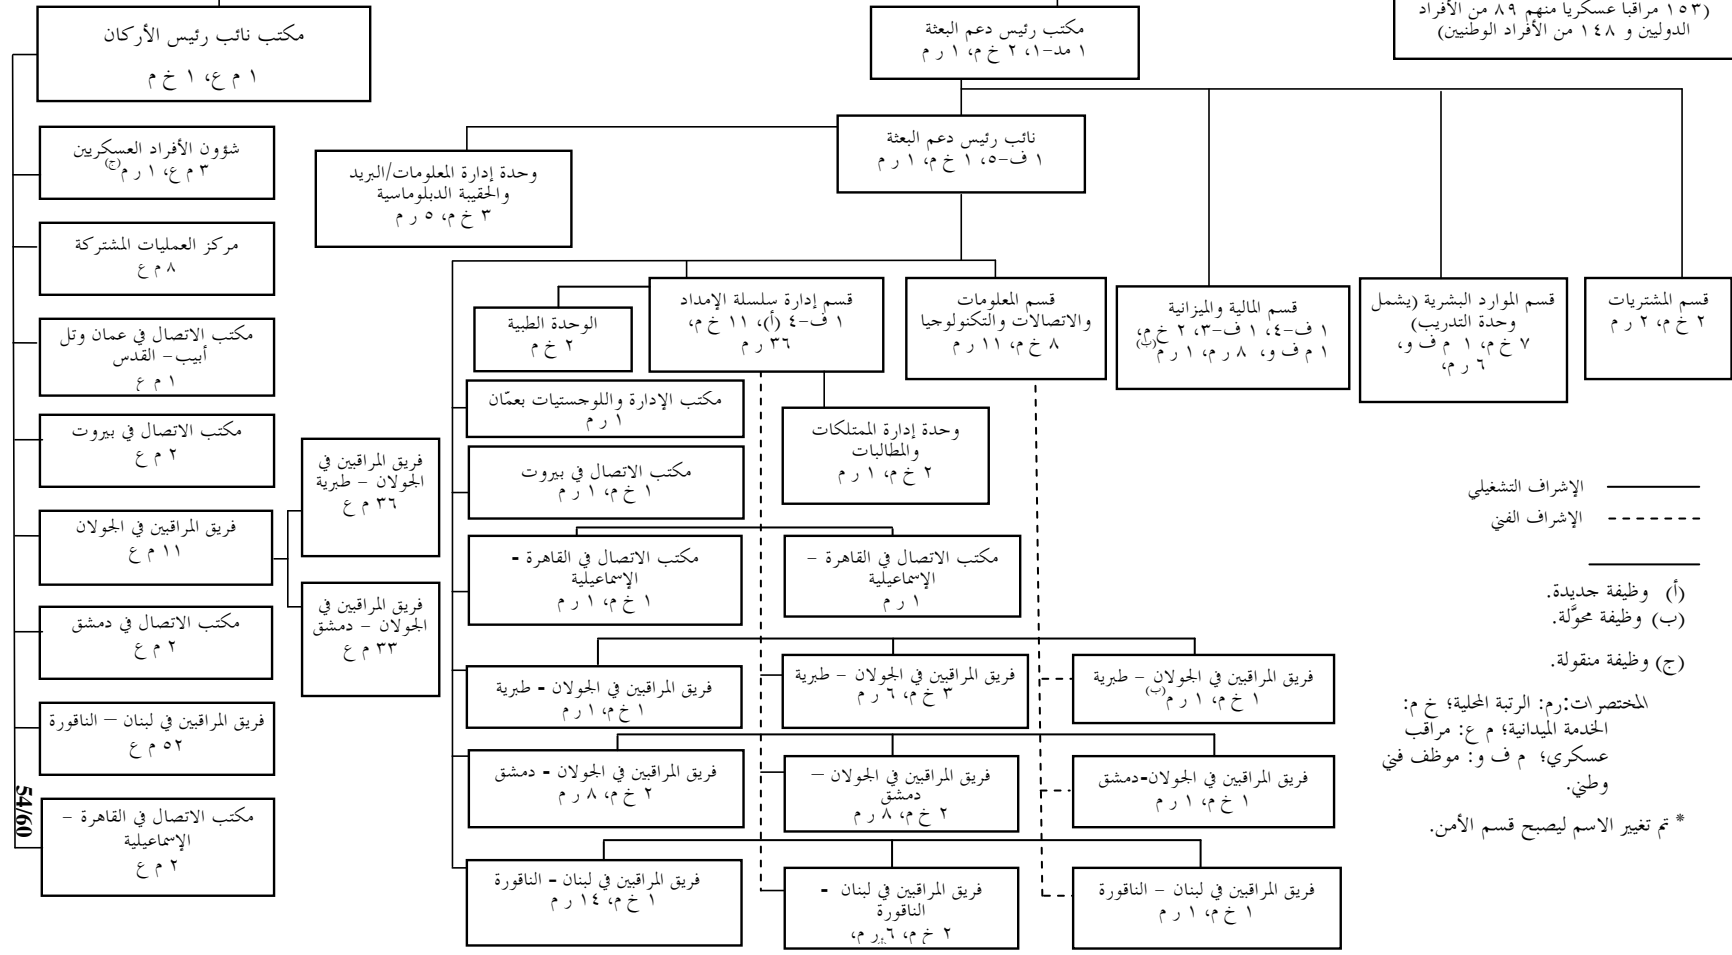 (١٥٣ مراقبا عسكريا منهم ٨٩ من الأفراد
الدوليين و ١٤٨ من الأفراد الوطنيين)
مكتب رئيس دعم البعثة
١ مد-١، ٢ خ م، ١ ر م
مكتب نائب رئيس الأركان
١ م ع، ١ خ م
نائب رئيس دعم البعثة
١ ف-٥، ١ خ م، ١ ر م
وحدة إدارة المعلومات/البريد
والحقيبة الدبلوماسية
٣ خ م، ٥ ر م
قسم المشتريات
٢ خ م، ٢ ر م
قسم الموارد البشرية (يشمل
وحدة التدريب)
٧ خ م، ١ م ف و،
٦ ر م،
قسم المالية والميزانية
١ ف-٤، ١ ف-٣، ٢ خ م،
١ م ف و، ٨ ر م، ١ ر م(ب)
قسم المعلومات
والاتصالات والتكنولوجيا
٨ خ م، ١١ ر م
قسم إدارة سلسلة الإمداد
١ ف-٤ (أ)، ١١ خ م،
٣٦ ر م
الوحدة الطبية
٢ خ م
وحدة إدارة الممتلكات
والمطالبات
٢ خ م، ١ ر م
مكتب الإدارة واللوجستيات بعمّان
١ ر م
مكتب الاتصال في بيروت
١ خ م، ١ ر م
مكتب الاتصال في القاهرة –
الإسماعيلية
١ ر م
مكتب الاتصال في القاهرة -
الإسماعيلية
١ خ م، ١ ر م
فريق المراقبين في الجولان – طبرية
١ خ م، ١ ر م(ب)
فريق المراقبين في الجولان – طبرية
٣ خ م، ٦ ر م
فريق المراقبين في الجولان - طبرية
١ خ م، ١ ر م
فريق المراقبين في الجولان-دمشق
١ خ م، ١ ر م
فريق المراقبين في الجولان –
دمشق
٢ خ م، ٨ ر م
فريق المراقبين في الجولان - دمشق
٢ خ م، ٨ ر م
فريق المراقبين في لبنان – الناقورة
١ خ م، ١ ر م
فريق المراقبين في لبنان -
الناقورة
٢ خ م، ٦ ر م،
فريق المراقبين في لبنان - الناقورة
١ خ م، ١٤ ر م
شؤون الأفراد العسكريين
٣ م ع، ١ ر م(ج)
مركز العمليات المشتركة
٨ م ع
مكتب الاتصال في عمان وتل
أبيب- القدس
١ م ع
مكتب الاتصال في بيروت
٢ م ع
فريق المراقبين في الجولان
١١ م ع
فريق المراقبين في
الجولان – طبرية
٣٦ م ع
فريق المراقبين في
الجولان – دمشق
٣٣ م ع
مكتب الاتصال في دمشق
٢ م ع
فريق المراقبين في لبنان – الناقورة
٥٢ م ع
مكتب الاتصال في القاهرة –
الإسماعيلية
٢ م ع
الإشراف التشغيلي
الإشراف الفني
(أ) وظيفة جديدة.
(ب) وظيفة محوَّلة.
(ج) وظيفة منقولة.
المختصرات:رم: الرتبة المحلية؛ خ م:
الخدمة الميدانية؛ م ع: مراقب
عسكري؛ م ف و: موظف فني
وطني.
* تم تغيير الاسم ليصبح قسم الأمن.
54/60